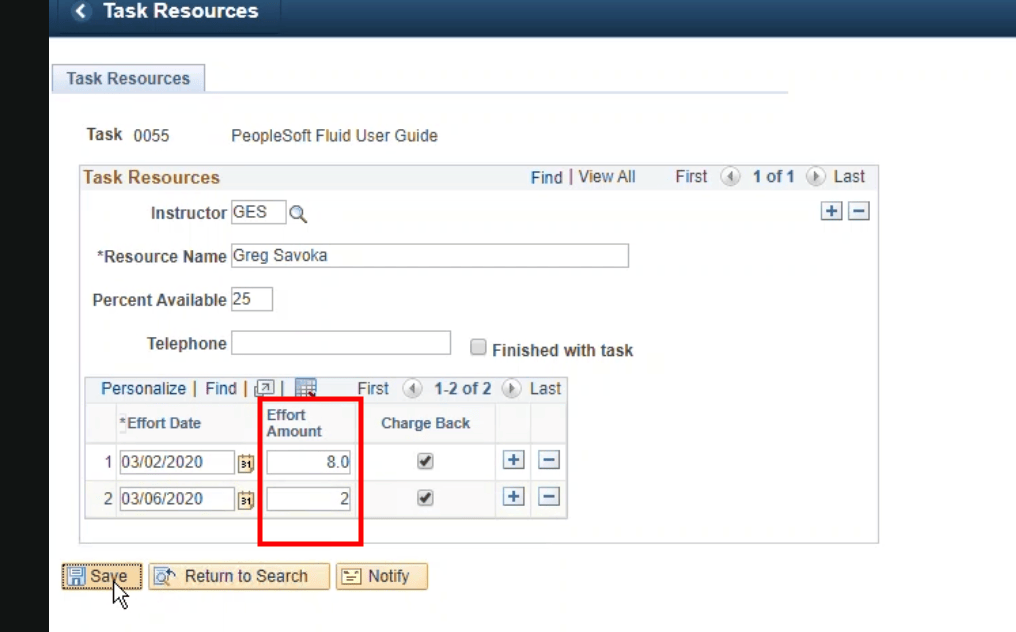 Task Resources
Task Resources
Task 0055 PeopleSoft Fluid User Guide
Task Resources Find | View All First 1 of 1 Last
Instructor GES
*Resource Name Greg Savoka
Percent Available 25
Telephone Finished with task
Personalize | Find | | First 1-2 of 2 Last
*Effort Date Effort Amount Charge Back
1 03/02/2020 31 8.0
2 03/06/2020 31 2
Save Return to Search Notify